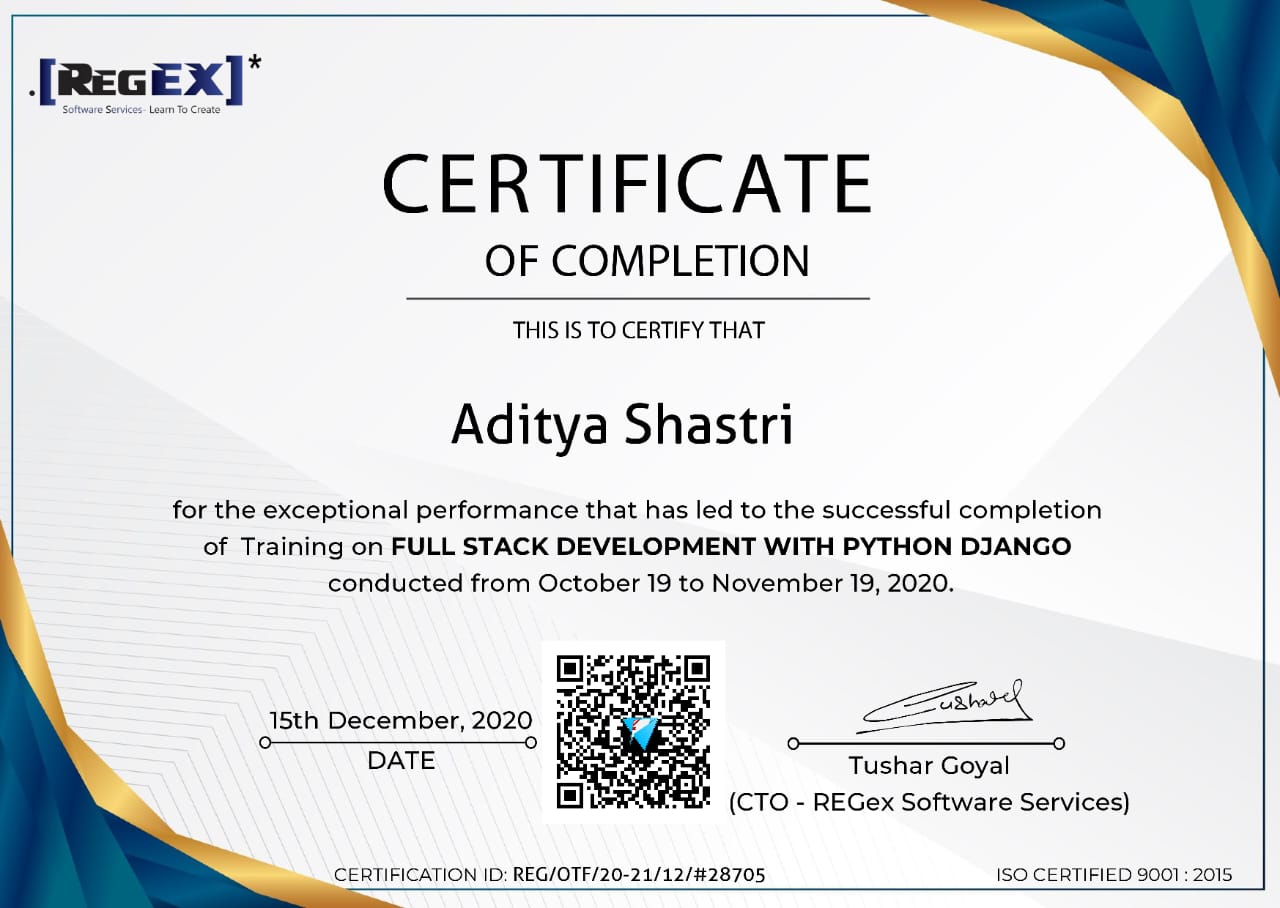 .[REGEX]*
Software Services- Learn To Create
CERTIFICATE
OF COMPLETION
THIS IS TO CERTIFY THAT
Aditya Shastri
for the exceptional performance that has led to the successful completion
of Training on FULL STACK DEVELOPMENT WITH PYTHON DJANGO
conducted from October 19 to November 19, 2020.
15th December, 2020
DATE
Tushar
Tushar Goyal
(CTO - REGex Software Services)
CERTIFICATION ID: REG/OTF/20-21/12/#28705
ISO CERTIFIED 9001 : 2015